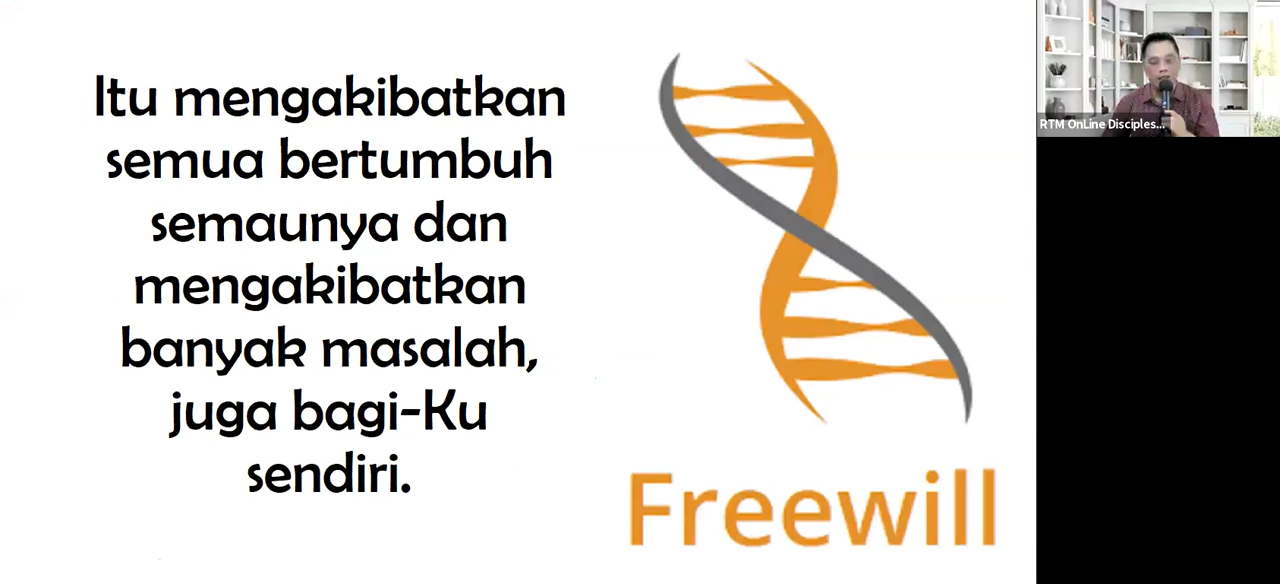 Itu mengakibatkan
semua bertumbuh
semaunya dan
mengakibatkan
banyak masalah,
juga bagi-Ku
sendiri.
Freewill
RTM OnLine Disciples...